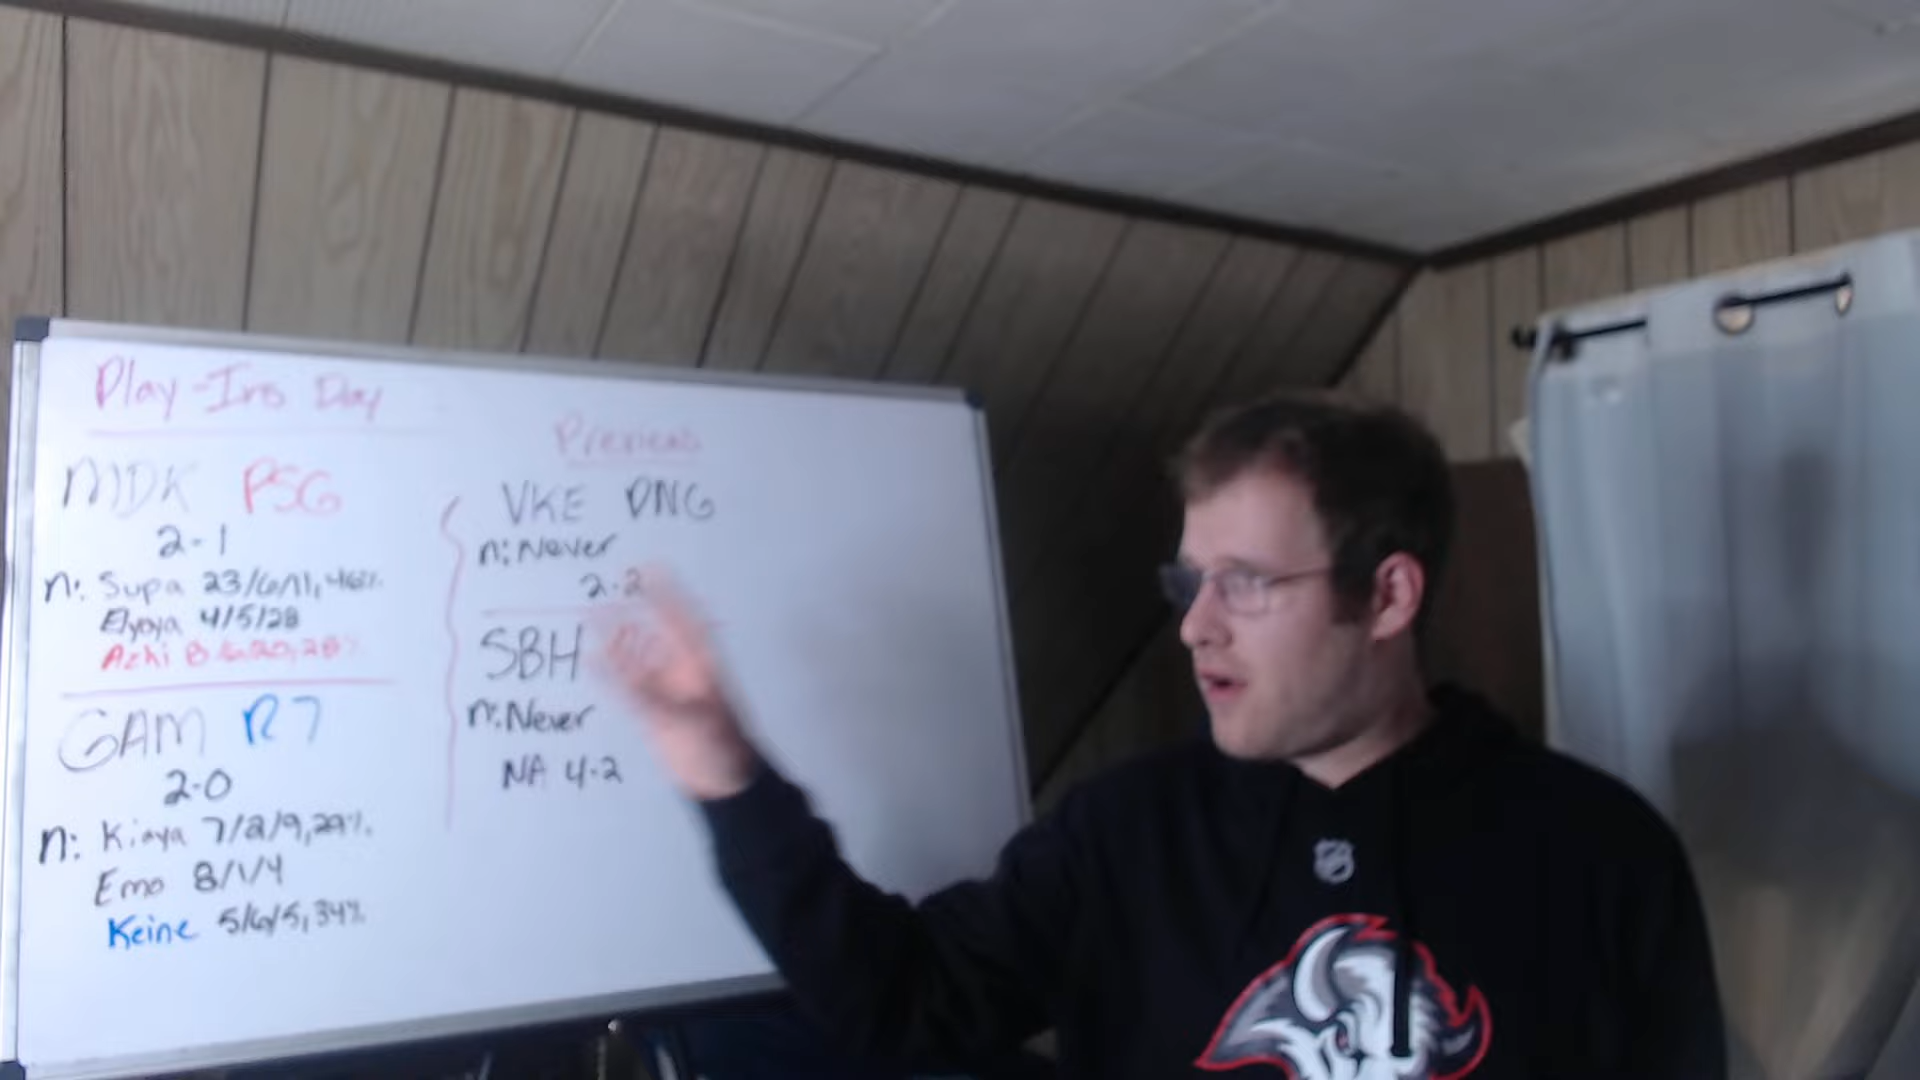 Play-Ins Day
MDK PSG
2-1
n: Supa 23/6/11, 46%
Elyoya 4/5/28
Azhi
GAM R7
2-0
n: Kiaya 7/2/9, 29%
Emo 8/1/4
Keine 5/6/5, 34%
Previews
VKE DNG
n: Never
2-2
SBH
n: Never
NA 4-2